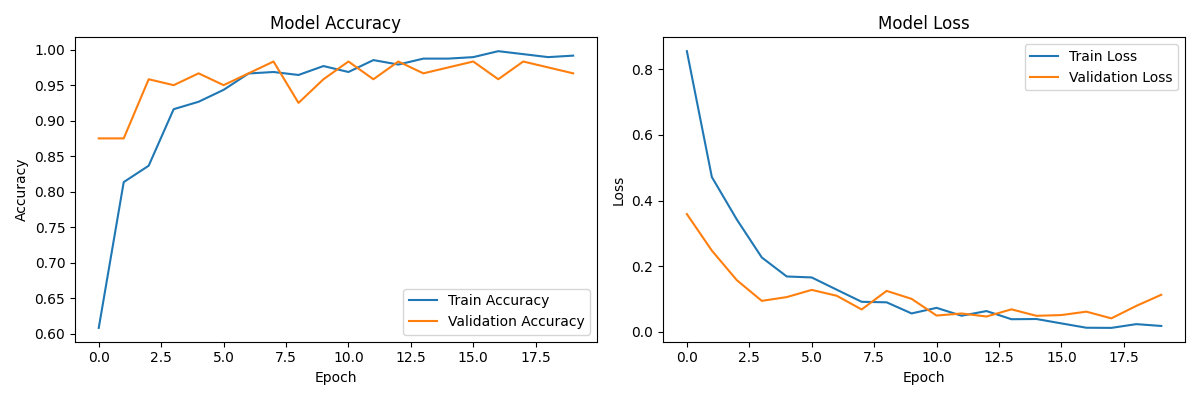 Model Accuracy
1.00
0.95
0.90
0.85
0.80
0.75
0.70
0.65
0.60
Accuracy
Train Accuracy
Validation Accuracy
0.0 2.5 5.0 7.5 10.0 12.5 15.0 17.5
Epoch
Model Loss
Train Loss
Validation Loss
0.8
0.6
0.4
0.2
0.0
Loss
0.0 2.5 5.0 7.5 10.0 12.5 15.0 17.5
Epoch